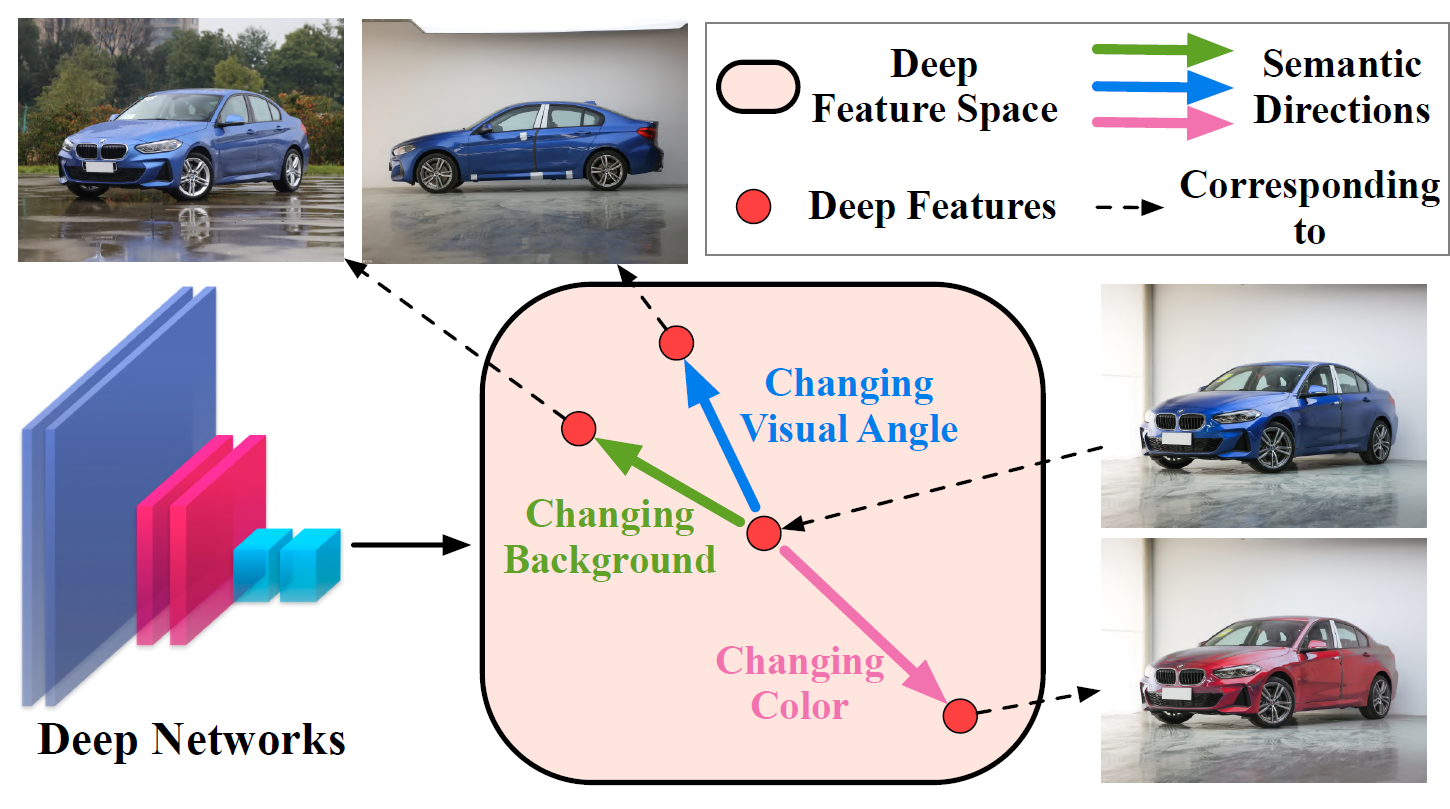 Deep
Feature Space
Semantic
Directions
Deep Features
Corresponding
to
Changing
Visual Angle
Changing
Background
Changing
Color
Deep Networks